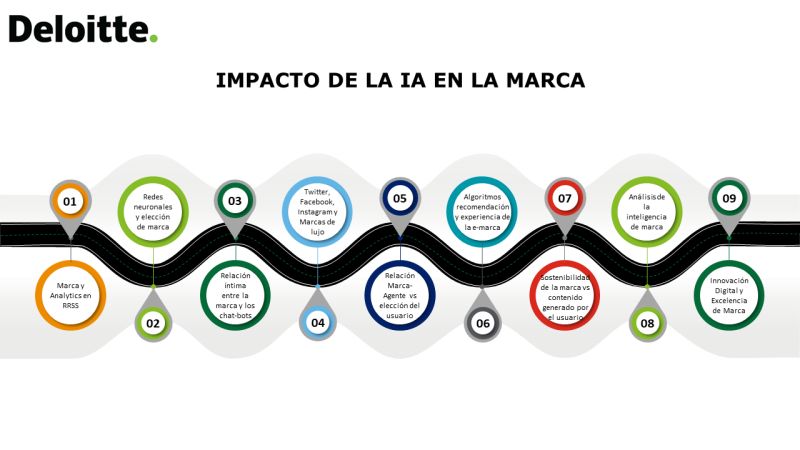 Deloitte.
IMPACTO DE LA IA EN LA MARCA
01
Marca y
Analytics en
RRSS
Redes
neuronales
y elección
de marca
02
03
Relación
íntima
entre la
marca y los
chat-bots
Twitter,
Facebook,
Instagram y
Marcas de
lujo
04
05
Relación
Marca-
Agente vs
elección del
usuario
Algoritmos
recomendación
y experiencia de
la e-marca
06
07
Sostenibilidad
de la marca vs
contenido
generado por
el usuario
Análisis de
la
inteligencia
de marca
08
09
Innovación
Digital y
Excelencia
de Marca